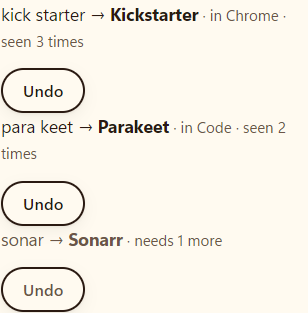 kick starter → Kickstarter · in Chrome ·
seen 3 times
Undo
para keet → Parakeet · in Code · seen 2
times
Undo
sonar → Sonarr · needs 1 more
Undo